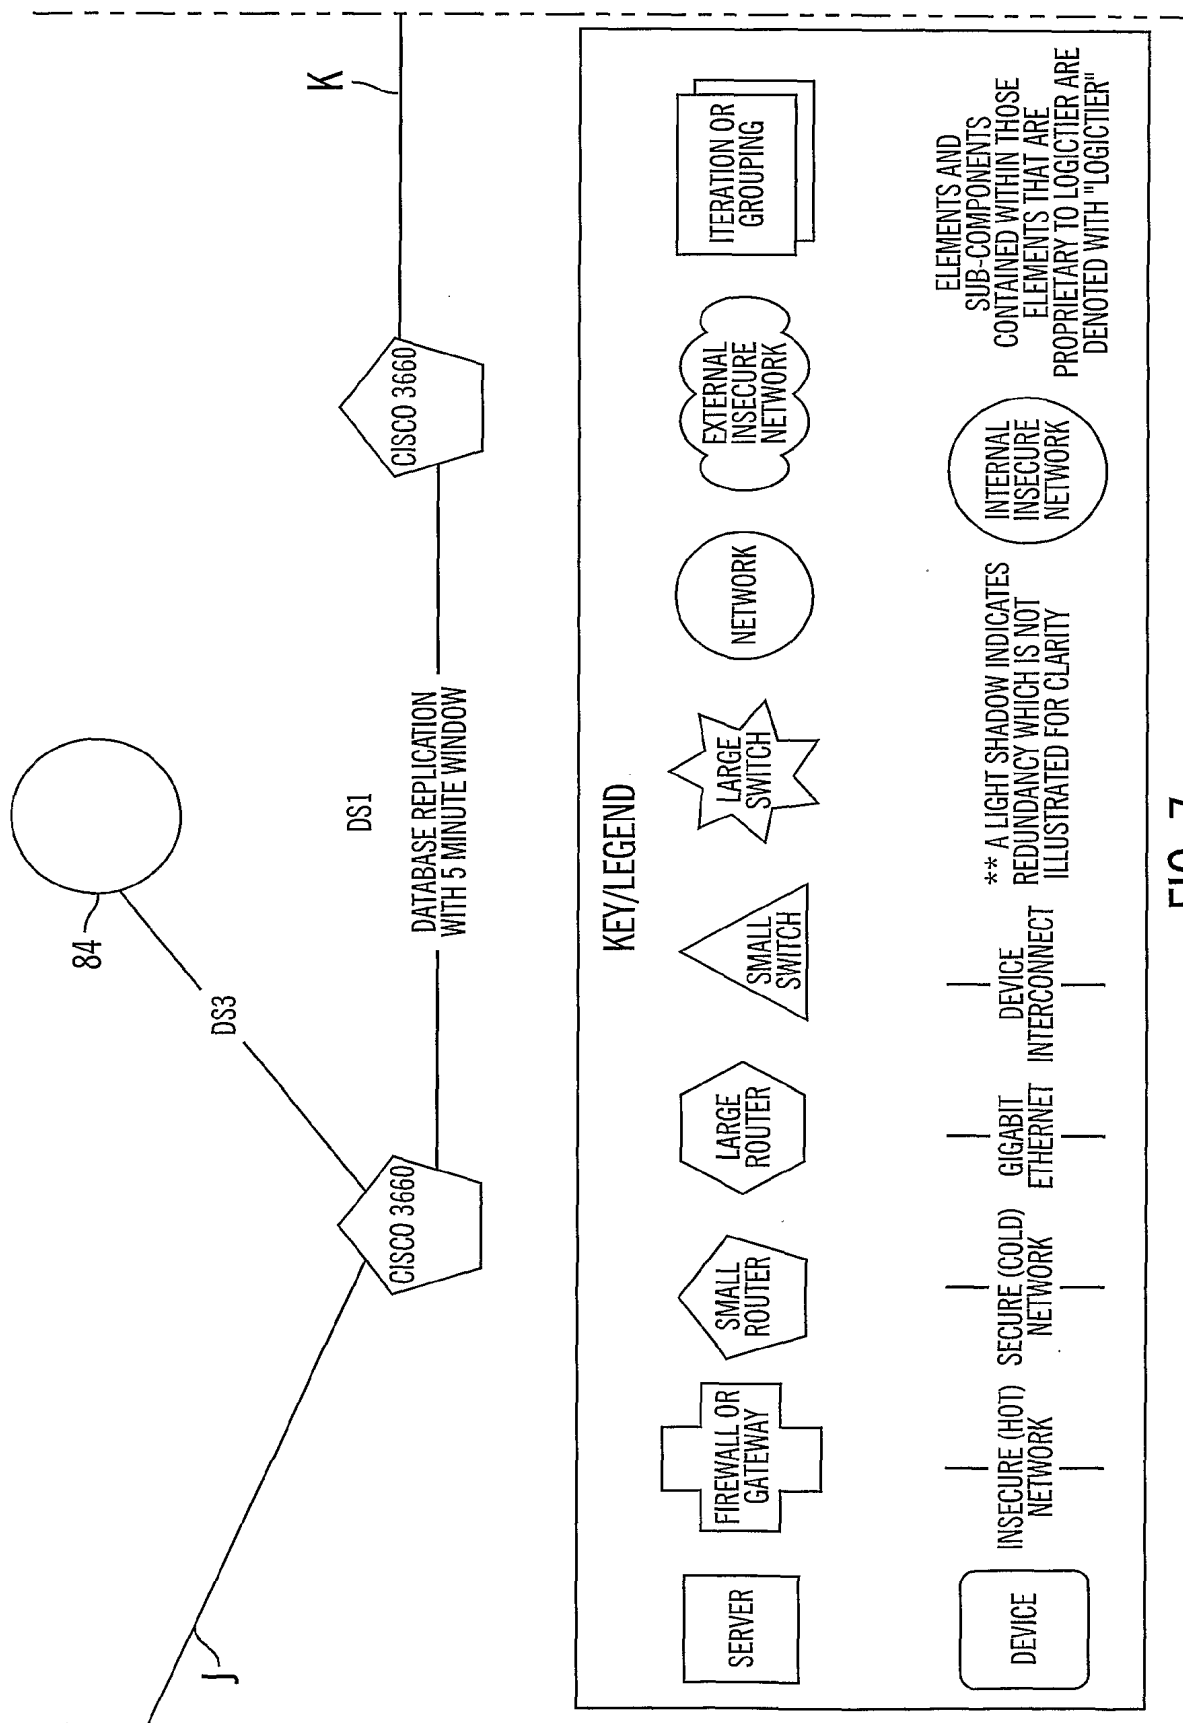 K
84
DS3
DS1
J
CISCO 3660
CISCO 3660
DATABASE REPLICATION
WITH 5 MINUTE WINDOW
KEY/LEGEND
SERVER
FIREWALL OR
GATEWAY
SMALL
ROUTER
LARGE
ROUTER
SMALL
SWITCH
LARGE
SWITCH
NETWORK
EXTERNAL
INSECURE
NETWORK
ITERATION OR
GROUPING
DEVICE
INSECURE (HOT)
NETWORK
SECURE (COLD)
NETWORK
GIGABIT
ETHERNET
DEVICE
INTERCONNECT
** A LIGHT SHADOW INDICATES
REDUNDANCY WHICH IS NOT
ILLUSTRATED FOR CLARITY
INTERNAL
INSECURE
NETWORK
ELEMENTS AND
SUB-COMPONENTS
CONTAINED WITHIN THOSE
ELEMENTS THAT ARE
PROPRIETARY TO LOGICTIER ARE
DENOTED WITH "LOGICTIER"